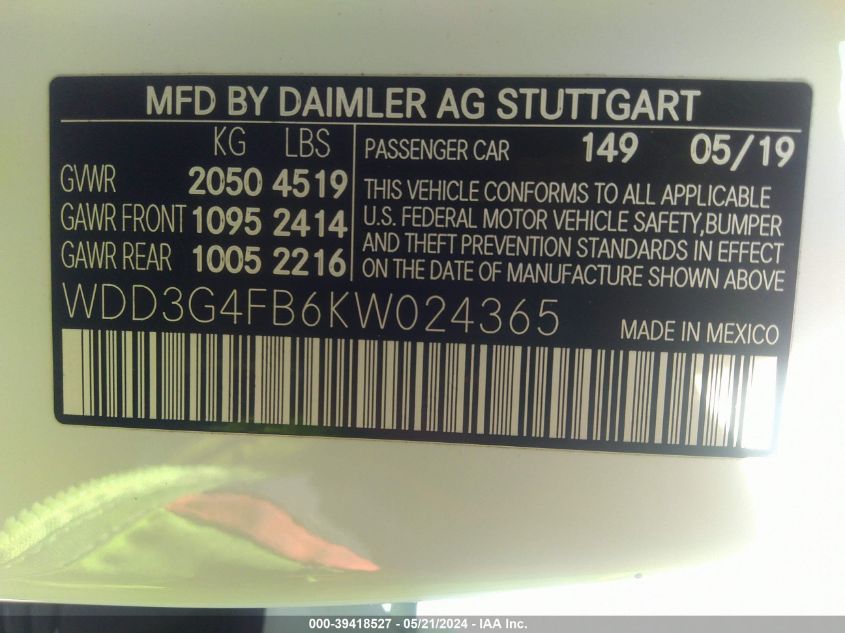 MFD BY DAIMLER AG STUTTGART
KG LBS
GVWR 2050 4519
GAWR FRONT 1095 2414
GAWR REAR 1005 2216
PASSENGER CAR 149 05/19
THIS VEHICLE CONFORMS TO ALL APPLICABLE
U.S. FEDERAL MOTOR VEHICLE SAFETY,BUMPER
AND THEFT PREVENTION STANDARDS IN EFFECT
ON THE DATE OF MANUFACTURE SHOWN ABOVE
WDD3G4FB6KW024365
MADE IN MEXICO
000-39418527 - 05/21/2024 - IAA Inc.